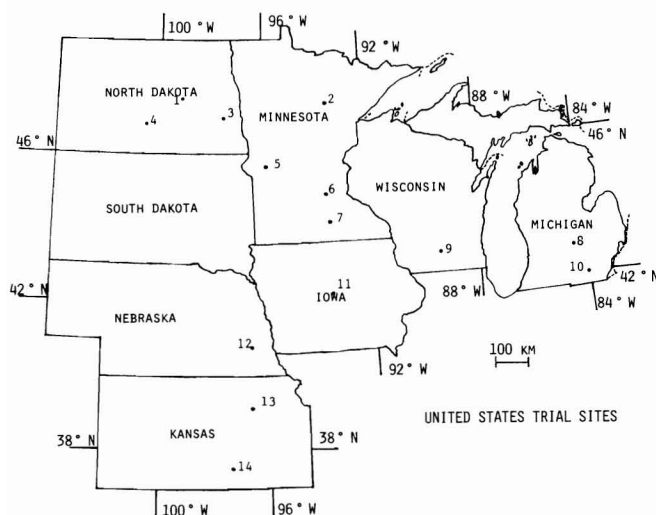 100 ° W
96 ° W
92 ° W
88 ° W
84 ° W
46 ° N
NORTH DAKOTA
1
2
3
4
MINNESOTA
46 ° N
5
6
7
SOUTH DAKOTA
WISCONSIN
MICHIGAN
8
9
10
42 ° N
11
IOWA
88 ° W
84 ° W
42 ° N
NEBRASKA
12
92 ° W
100 KM
13
KANSAS
38 ° N
38 ° N
14
UNITED STATES TRIAL SITES
100 ° W
96 ° W